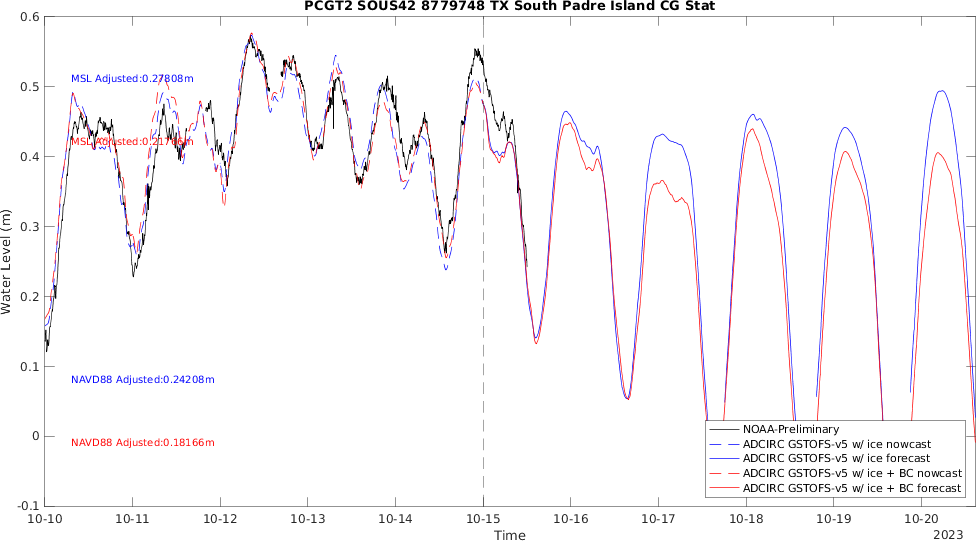 PCGT2 SOUS42 8779748 TX South Padre Island CG Stat
0.6
0.5
0.4
0.3
0.2
0.1
0
-0.1
Water Level (m)
MSL Adjusted:0.27808m
MSL Adjusted:0.21766m
NAVD88 Adjusted:0.24208m
NAVD88 Adjusted:0.18166m
NOAA-Preliminary
ADCIRC GSTOFS-v5 w/ ice nowcast
ADCIRC GSTOFS-v5 w/ ice forecast
ADCIRC GSTOFS-v5 w/ ice + BC nowcast
ADCIRC GSTOFS-v5 w/ ice + BC forecast
10-10 10-11 10-12 10-13 10-14 10-15 10-16 10-17 10-18 10-19 10-20
Time
2023